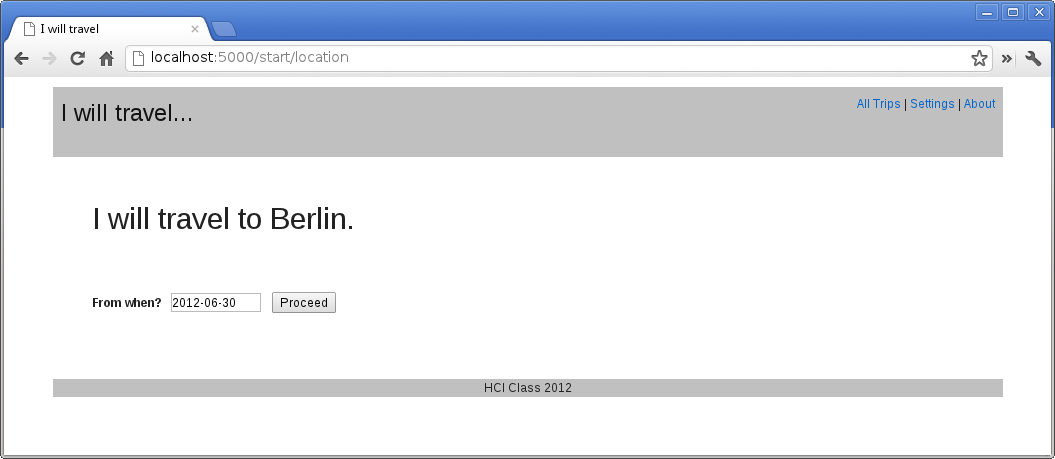 I will travel
localhost:5000/start/location
I will travel...
All Trips | Settings | About
I will travel to Berlin.
From when? 2012-06-30 Proceed
HCI Class 2012